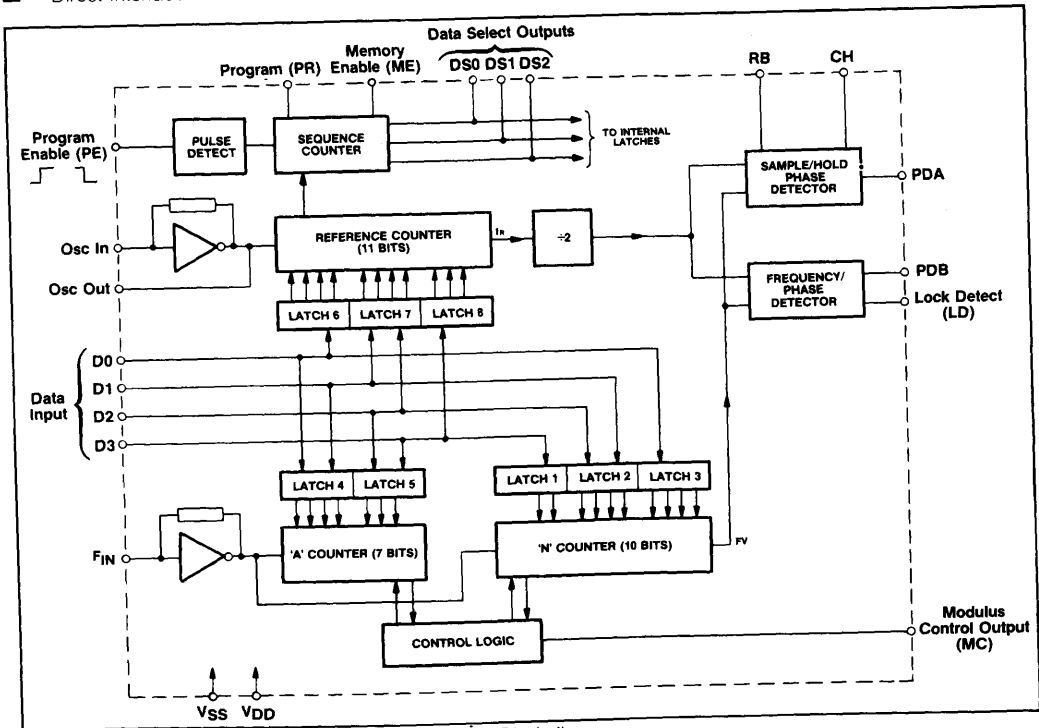 Direct
Data Select Outputs
Memory
Enable (ME)
Program (PR)
DS0 DS1 DS2
RB
CH
Program
Enable (PE)
PULSE
DETECT
SEQUENCE
COUNTER
TO INTERNAL
LATCHES
SAMPLE/HOLD
PHASE
DETECTOR
PDA
Osc In
REFERENCE COUNTER
(11 BITS)
÷2
Osc Out
FREQUENCY/
PHASE
DETECTOR
PDB
Lock Detect
(LD)
LATCH 6 LATCH 7 LATCH 8
Data
Input
D0
D1
D2
D3
LATCH 4 LATCH 5
LATCH 1 LATCH 2 LATCH 3
FIN
'A' COUNTER (7 BITS)
'N' COUNTER (10 BITS)
FV
CONTROL LOGIC
Modulus
Control Output
(MC)
VSS VDD